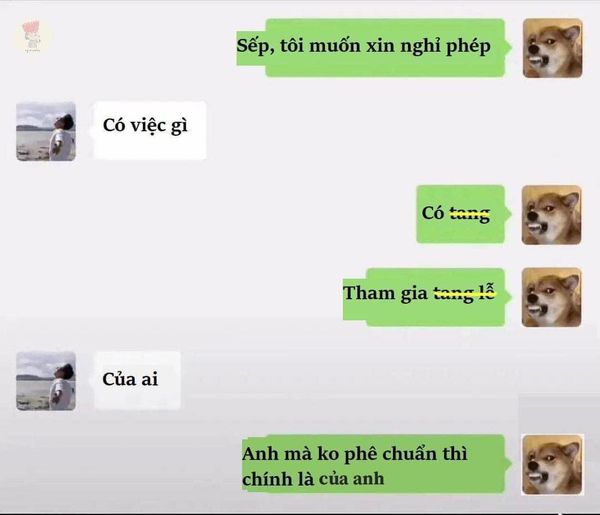 Sếp, tôi muốn xin nghỉ phép
Có việc gì
Có tang
Tham gia tang lễ
Của ai
Anh mà ko phê chuẩn thì
chính là của anh